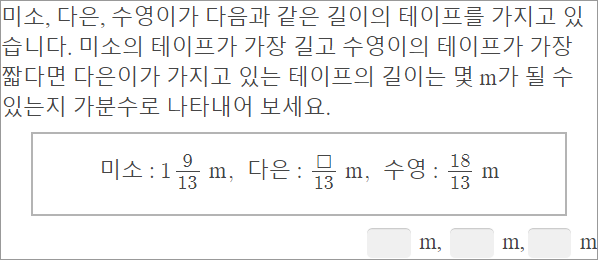 미소, 다은, 수영이가 다음과 같은 길이의 테이프를 가지고 있
습니다. 미소의 테이프가 가장 길고 수영이의 테이프가 가장
짧다면 다은이가 가지고 있는 테이프의 길이는 몇 m가 될 수
있는지 가분수로 나타내어 보세요.
미소 : 1 9/13 m, 다은 : □/13 m, 수영 : 18/13 m
m, m, m